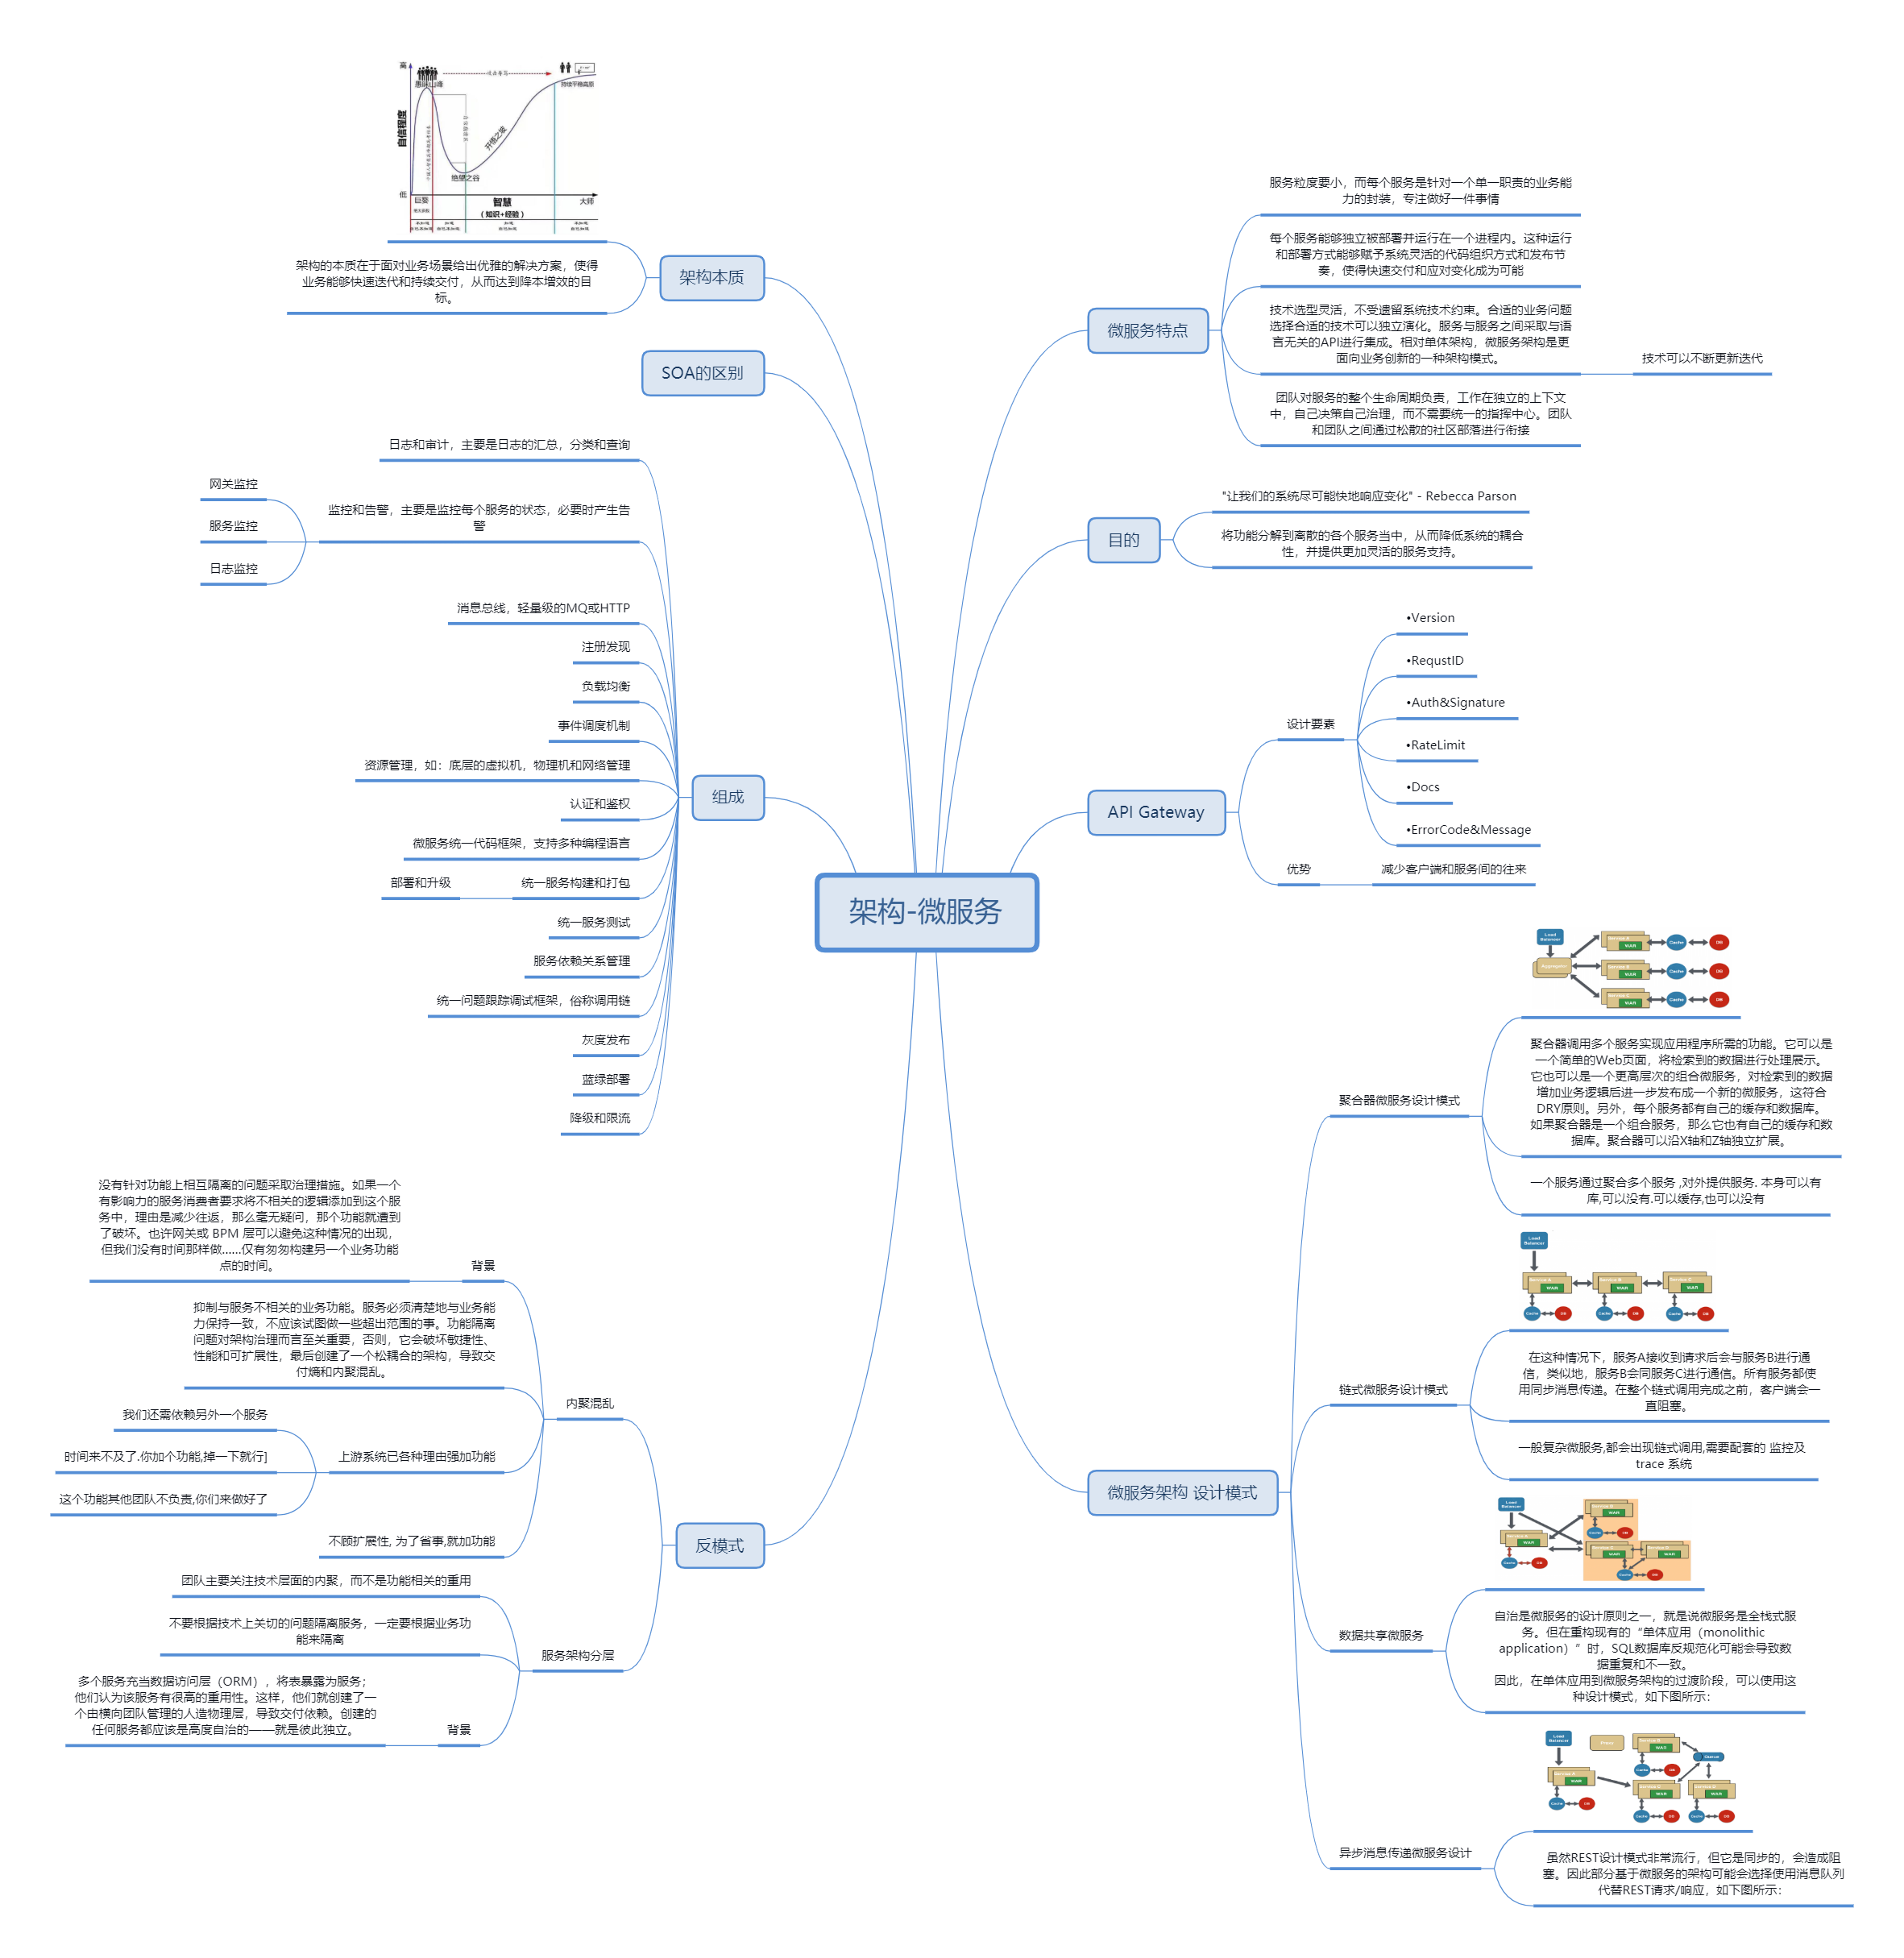 架构-微服务
架构本质
高
愚昧山峰
持续平稳高原
自信程度
开悟之坡
绝望之谷
低
巨婴
智慧
(知识+经验)
大师
架构的本质在于面对业务场景给出优雅的解决方案，使得
业务能够快速迭代和持续交付，从而达到降本增效的目
标。
SOA的区别
组成
日志和审计，主要是日志的汇总，分类和查询
监控和告警，主要是监控每个服务的状态，必要时产生告
警
网关监控
服务监控
日志监控
消息总线，轻量级的MQ或HTTP
注册发现
负载均衡
事件调度机制
资源管理，如：底层的虚拟机，物理机和网络管理
认证和鉴权
微服务统一代码框架，支持多种编程语言
统一服务构建和打包
部署和升级
统一服务测试
服务依赖关系管理
统一问题跟踪调试框架，俗称调用链
灰度发布
蓝绿部署
降级和限流
反模式
内聚混乱
背景
没有针对功能上相互隔离的问题采取治理措施。如果一个
有影响力的服务消费者要求将不相关的逻辑添加到这个服
务中，理由是减少往返，那么毫无疑问，那个功能就遭到
了破坏。也许网关或 BPM 层可以避免这种情况的出现，
但我们没有时间那样做……仅有匆匆构建另一个业务功能
点的时间。
抑制与服务不相关的业务功能。服务必须清楚地与业务能
力保持一致，不应该试图做一些超出范围的事。功能隔离
问题对架构治理而言至关重要，否则，它会破坏敏捷性、
性能和可扩展性，最后创建了一个松耦合的架构，导致交
付熵和内聚混乱。
上游系统已各种理由强加功能
我们还需依赖另外一个服务
时间来不及了.你加个功能,掉一下就行]
这个功能其他团队不负责,你们来做好了
不顾扩展性, 为了省事,就加功能
服务架构分层
团队主要关注技术层面的内聚，而不是功能相关的重用
不要根据技术上关切的问题隔离服务，一定要根据业务功
能来隔离
背景
多个服务充当数据访问层（ORM），将表暴露为服务；
他们认为该服务有很高的重用性。这样，他们就创建了一
个由横向团队管理的人造物理层，导致交付依赖。创建的
任何服务都应该是高度自治的——就是彼此独立。
微服务特点
服务粒度要小，而每个服务是针对一个单一职责的业务能
力的封装，专注做好一件事情
每个服务能够独立被部署并运行在一个进程内。这种运行
和部署方式能够赋予系统灵活的代码组织方式和发布节
奏，使得快速交付和应对变化成为可能
技术选型灵活，不受遗留系统技术约束。合适的业务问题
选择合适的技术可以独立演化。服务与服务之间采取与语
言无关的API进行集成。相对单体架构，微服务架构是更
面向业务创新的一种架构模式。
技术可以不断更新迭代
团队对服务的整个生命周期负责，工作在独立的上下文
中，自己决策自己治理，而不需要统一的指挥中心。团队
和团队之间通过松散的社区部落进行衔接
目的
"让我们的系统尽可能快地响应变化" - Rebecca Parson
将功能分解到离散的各个服务当中，从而降低系统的耦合
性，并提供更加灵活的服务支持。
API Gateway
设计要素
•Version
•RequstID
•Auth&Signature
•RateLimit
•Docs
•ErrorCode&Message
优势
减少客户端和服务间的往来
微服务架构 设计模式
聚合器微服务设计模式
Load
Balancer
Aggregator
WAR
Cache
DB
WAR
Cache
DB
WAR
Cache
DB
聚合器调用多个服务实现应用程序所需的功能。它可以是
一个简单的Web页面，将检索到的数据进行处理展示。
它也可以是一个更高层次的组合微服务，对检索到的数据
增加业务逻辑后进一步发布成一个新的微服务，这符合
DRY原则。另外，每个服务都有自己的缓存和数据库。
如果聚合器是一个组合服务，那么它也有自己的缓存和数
据库。聚合器可以沿X轴和Z轴独立扩展。
一个服务通过聚合多个服务 ,对外提供服务. 本身可以有
库,可以没有.可以缓存,也可以没有
链式微服务设计模式
Load
Balancer
WAR
WAR
WAR
Cache
DB
Cache
DB
Cache
DB
在这种情况下，服务A接收到请求后会与服务B进行通
信，类似地，服务B会同服务C进行通信。所有服务都使
用同步消息传递。在整个链式调用完成之前，客户端会一
直阻塞。
一般复杂微服务,都会出现链式调用,需要配套的 监控及
trace 系统
数据共享微服务
Load
Balancer
WAR
Cache
DB
WAR
Cache
DB
WAR
WAR
Cache
DB
自治是微服务的设计原则之一，就是说微服务是全栈式服
务。但在重构现有的“单体应用（monolithic
application）”时，SQL数据库反规范化可能会导致数
据重复和不一致。
因此，在单体应用到微服务架构的过渡阶段，可以使用这
种设计模式，如下图所示：
异步消息传递微服务设计
Load
Balancer
WAR
Queue
Cache
DB
WAR
WAR
WAR
Cache
DB
Cache
DB
Cache
DB
虽然REST设计模式非常流行，但它是同步的，会造成阻
塞。因此部分基于微服务的架构可能会选择使用消息队列
代替REST请求/响应，如下图所示：